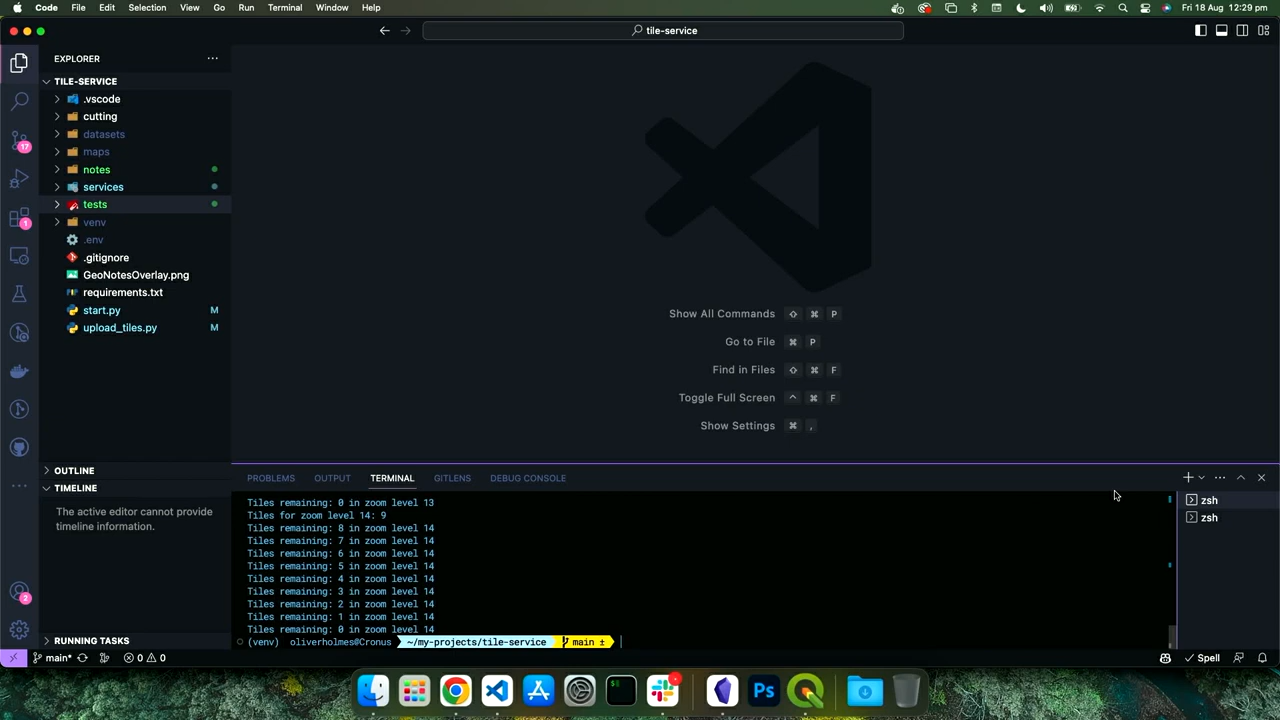 Code File Edit Selection View Go Run Terminal Window Help
Fri 18 Aug 12:29 pm
tile-service
EXPLORER
TILE-SERVICE
.vscode
cutting
datasets
maps
notes
services
tests
venv
.env
.gitignore
GeoNotesOverlay.png
requirements.txt
start.py M
upload_tiles.py M
17
1
2
OUTLINE
TIMELINE
The active editor cannot provide
timeline information.
RUNNING TASKS
Show All Commands ⇧ ⌘ P
Go to File ⌘ P
Find in Files ⇧ ⌘ F
Toggle Full Screen ^ ⌘ F
Show Settings ⌘ ,
PROBLEMS OUTPUT TERMINAL GITLENS DEBUG CONSOLE
Tiles remaining: 0 in zoom level 13
Tiles for zoom level 14: 9
Tiles remaining: 8 in zoom level 14
Tiles remaining: 7 in zoom level 14
Tiles remaining: 6 in zoom level 14
Tiles remaining: 5 in zoom level 14
Tiles remaining: 4 in zoom level 14
Tiles remaining: 3 in zoom level 14
Tiles remaining: 2 in zoom level 14
Tiles remaining: 1 in zoom level 14
Tiles remaining: 0 in zoom level 14
(venv) oliverholmes@Cronus ~/my-projects/tile-service main ±
zsh
zsh
main* 0 0
Spell
Ps